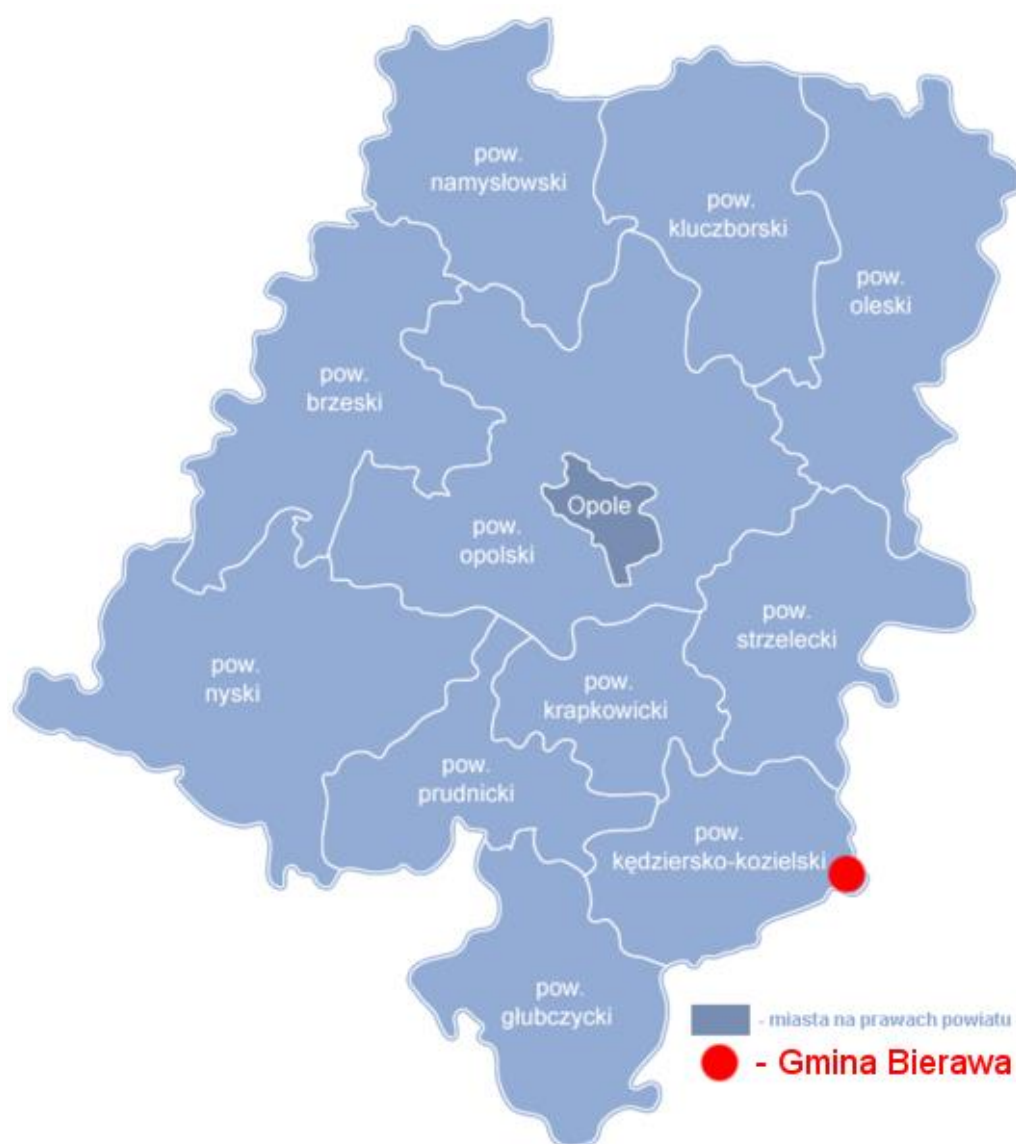 pow.
namysłowski
pow.
kluczborski
pow.
oleski
pow.
brzeski
Opole
pow.
opolski
pow.
strzelecki
pow.
nyski
pow.
krapkowicki
pow.
prudnicki
pow.
kędziersko-kozielski
pow.
głubczycki
- miasta na prawach powiatu
- Gmina Bierawa